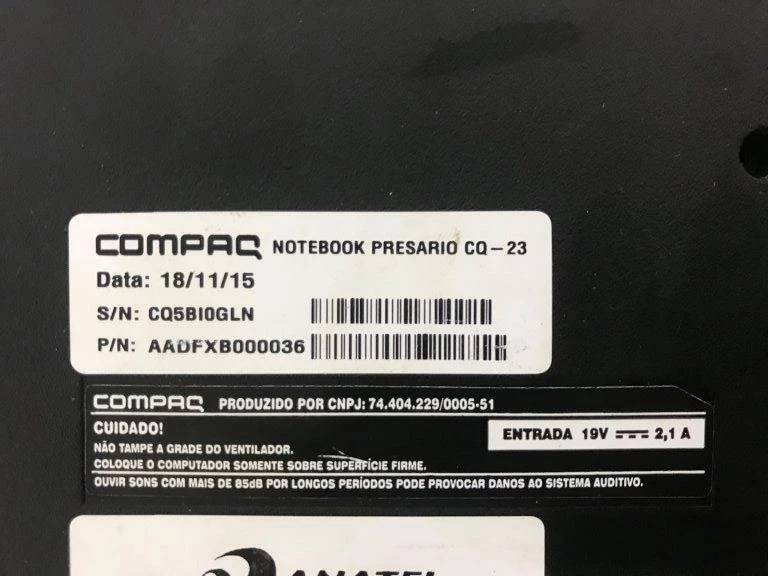 COMPAQ NOTEBOOK PRESARIO CQ-23
Data: 18/11/15
S/N: CQ5BI0GLN
P/N: AADFXB000036
COMPAQ PRODUZIDO POR CNPJ: 74.404.229/0005-51
CUIDADO!
ENTRADA 19V 2,1 A
NÃO TAMPE A GRADE DO VENTILADOR.
COLOQUE O COMPUTADOR SOMENTE SOBRE SUPERFÍCIE FIRME.
OUVIR SONS COM MAIS DE 85dB POR LONGOS PERÍODOS PODE PROVOCAR DANOS AO SISTEMA AUDITIVO.
ANATEL